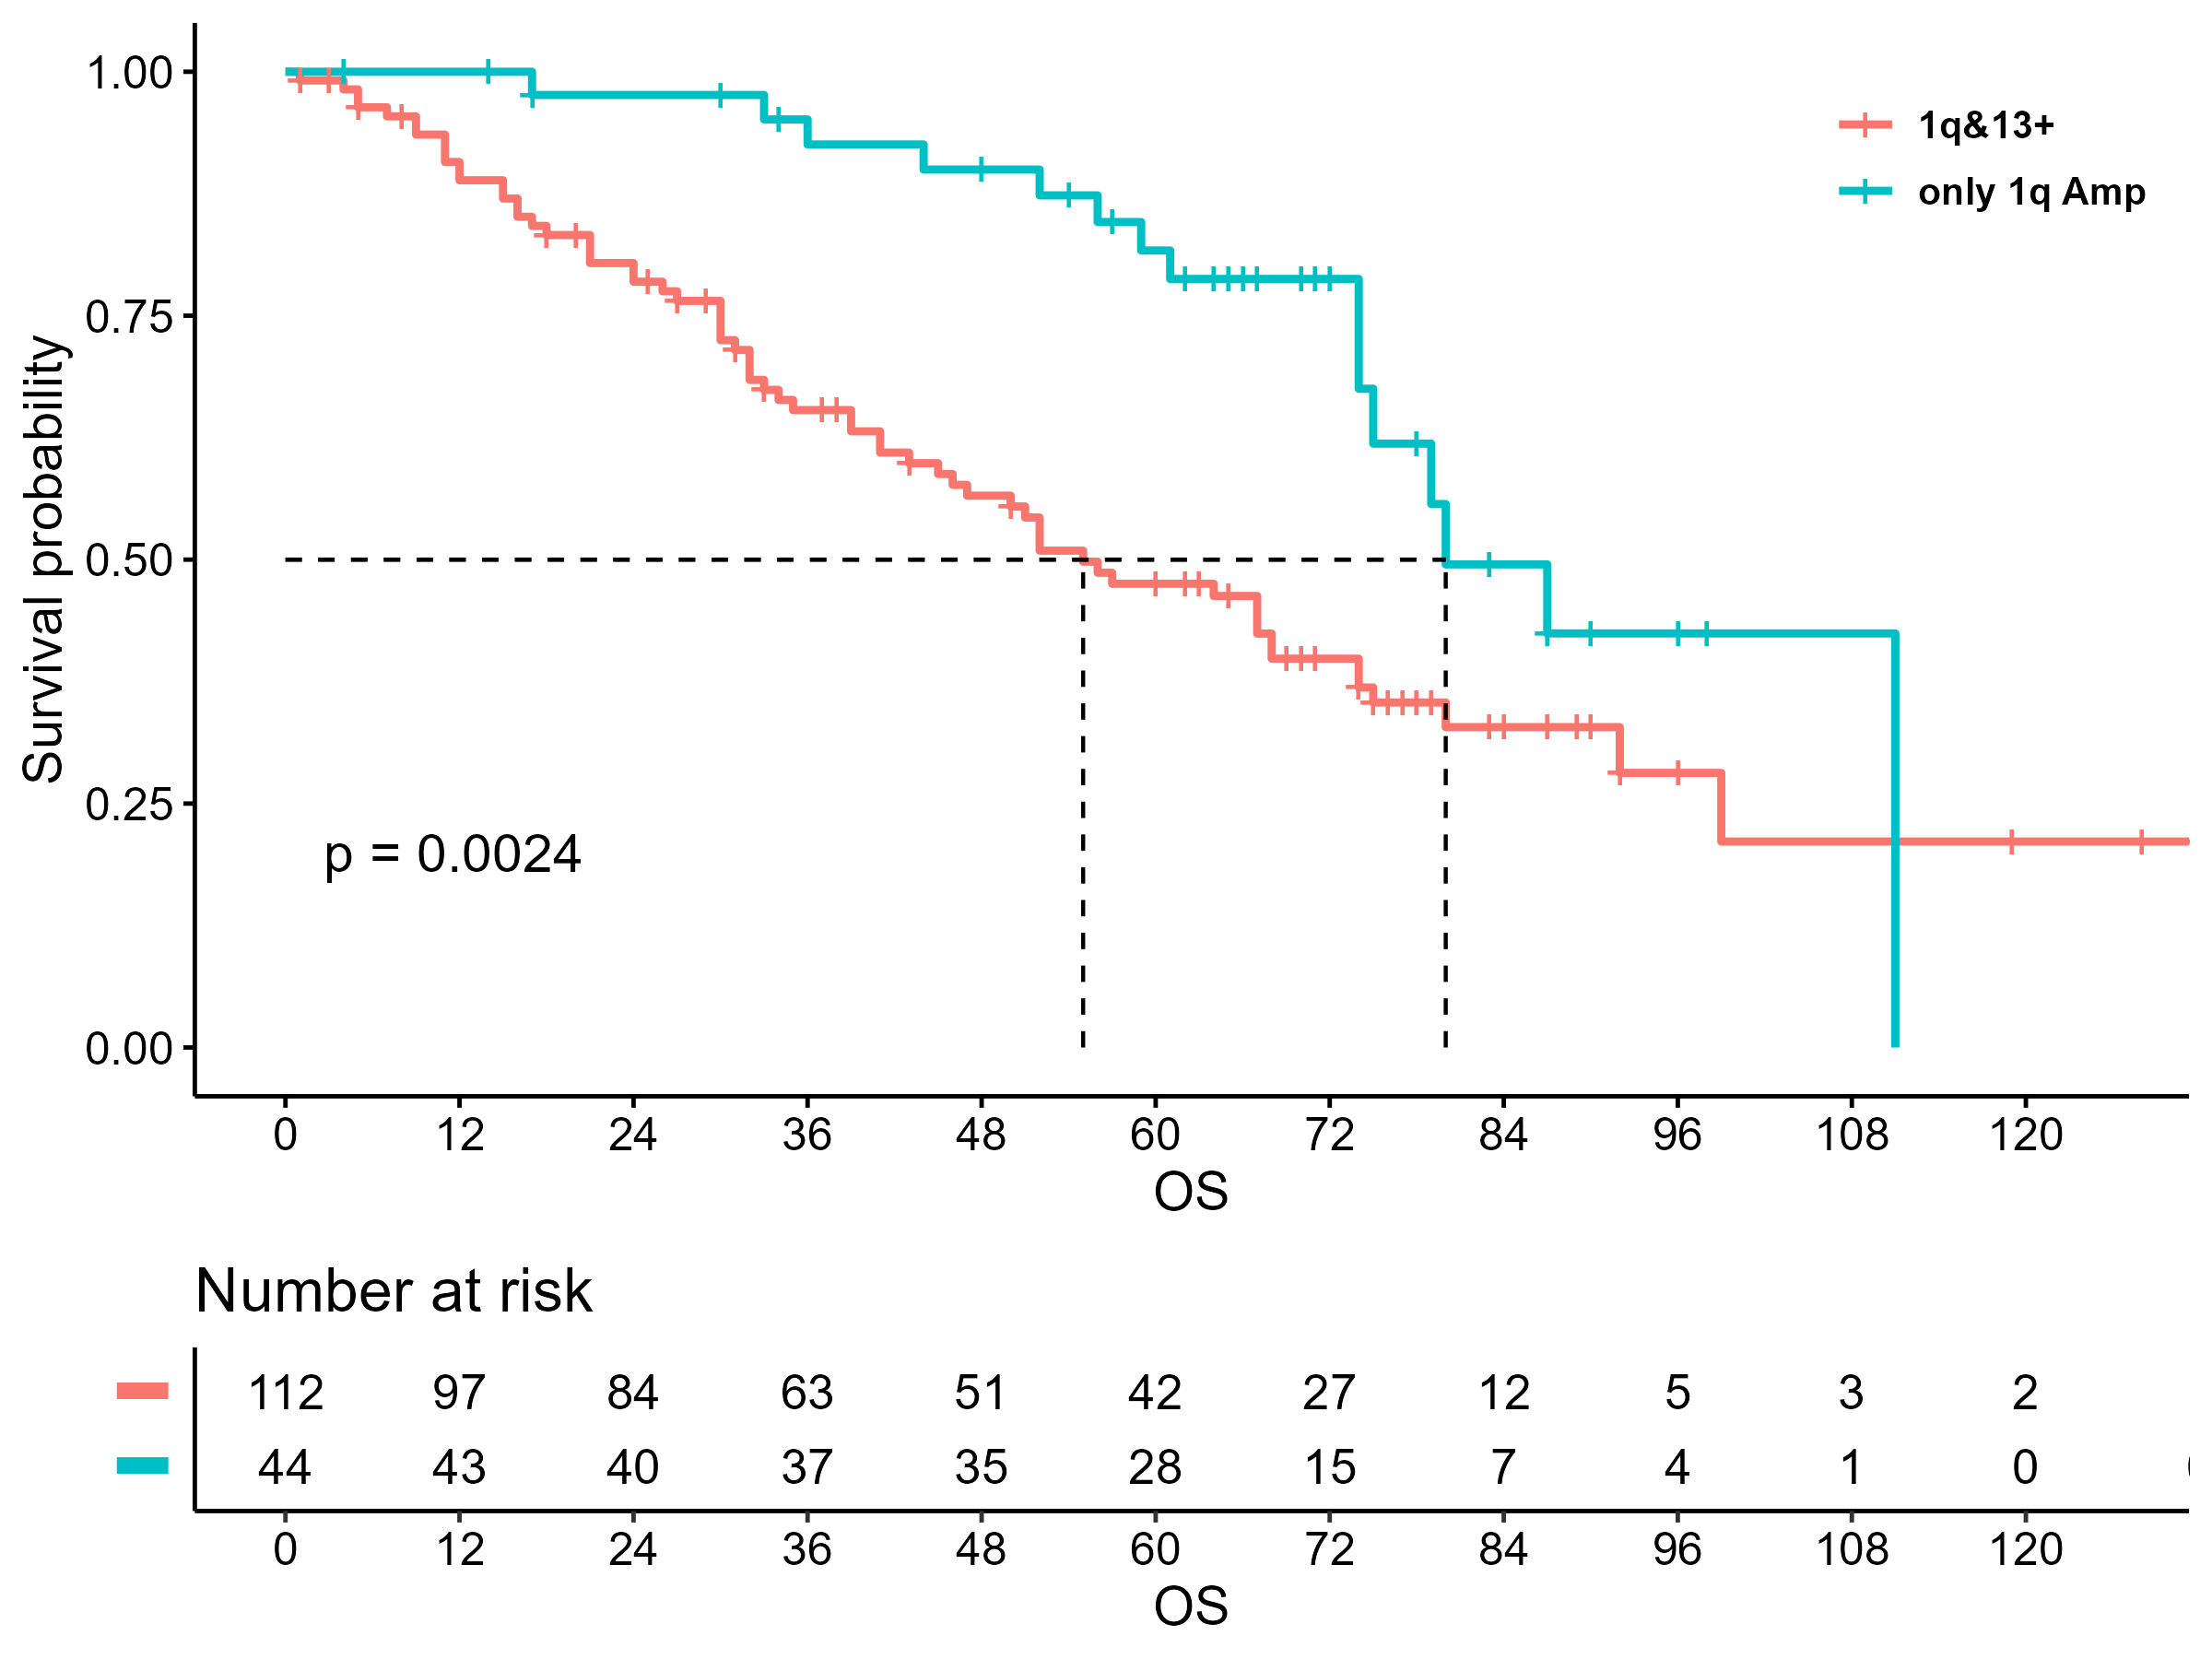 1.00
0.75
0.50
0.25
0.00
Survival probability
1q&13+
only 1q Amp
p = 0.0024
0 12 24 36 48 60 72 84 96 108 120
OS
Number at risk
112 97 84 63 51 42 27 12 5 3 2
44 43 40 37 35 28 15 7 4 1 0
0 12 24 36 48 60 72 84 96 108 120
OS